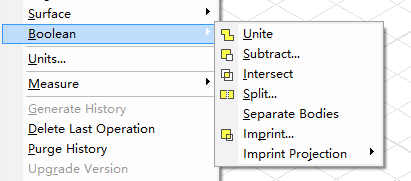 Surface
Boolean
Units...
Measure
Generate History
Delete Last Operation
Purge History
Upgrade Version
Unite
Subtract...
Intersect
Split...
Separate Bodies
Imprint...
Imprint Projection